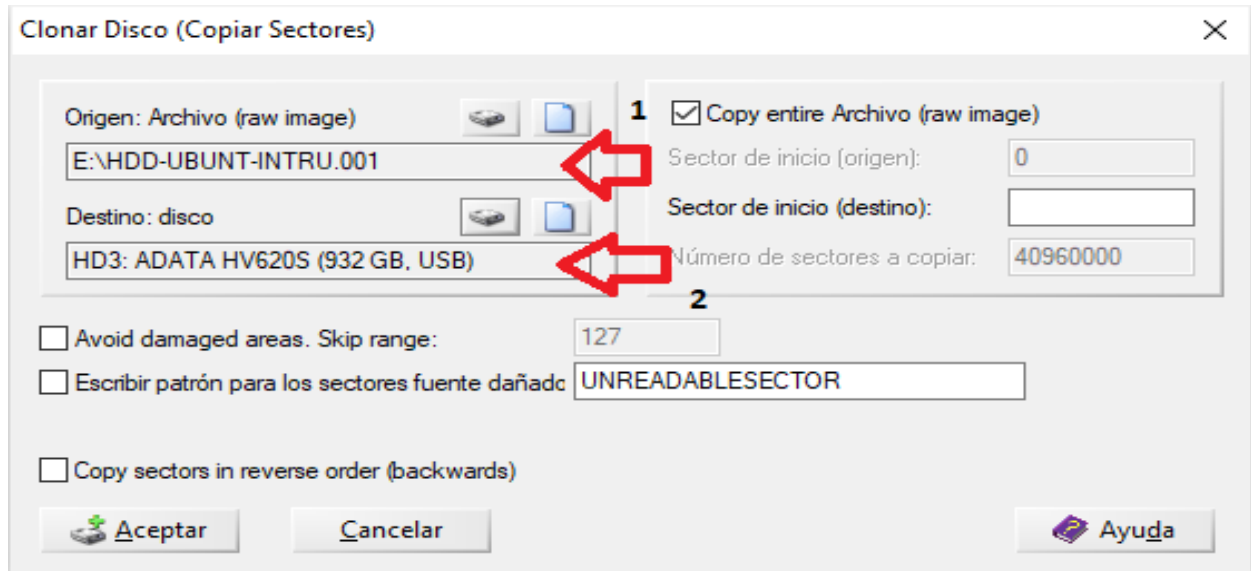 Clonar Disco (Copiar Sectores)
Origen: Archivo (raw image)
E:\HDD-UBUNT-INTRU.001
Destino: disco
HD3: ADATA HV620S (932 GB, USB)
1
Copy entire Archivo (raw image)
Sector de inicio (origen): 0
Sector de inicio (destino):
Número de sectores a copiar: 40960000
2
Avoid damaged areas. Skip range: 127
Escribir patrón para los sectores fuente dañado UNREADABLESECTOR
Copy sectors in reverse order (backwards)
Aceptar Cancelar Ayuda